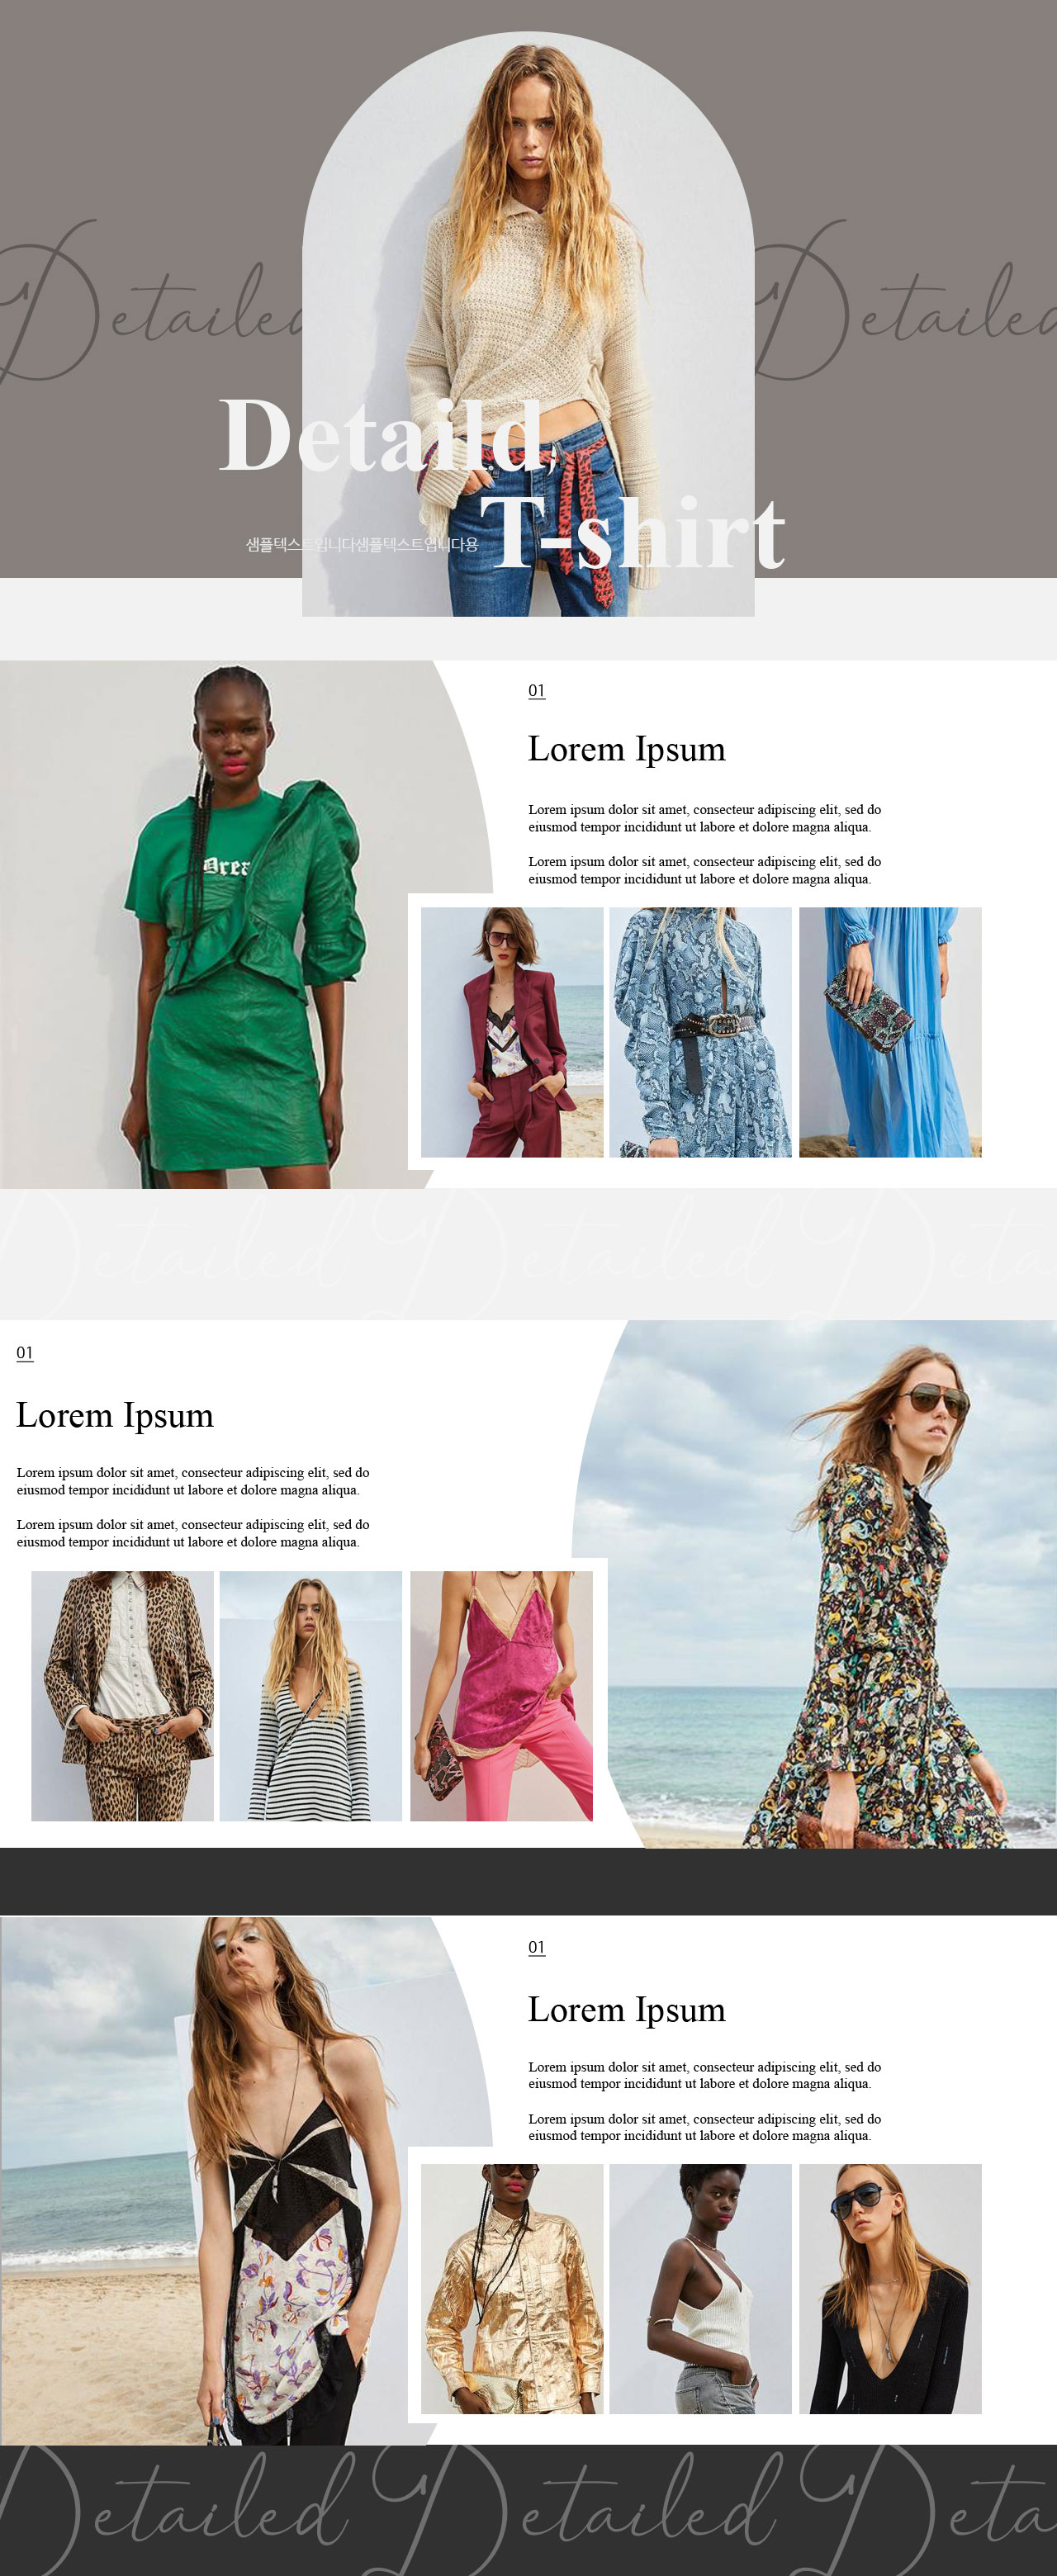 Detailed
Detailed
Detaild,
T-shirt
샘플텍스트입니다샘플텍스트입니다용
01
Lorem Ipsum
Lorem ipsum dolor sit amet, consecteur adipiscing elit, sed do
eiusmod tempor incididunt ut labore et dolore magna aliqua.
Lorem ipsum dolor sit amet, consecteur adipiscing elit, sed do
eiusmod tempor incididunt ut labore et dolore magna aliqua.
Drea
Detailed Detailed Deta
01
Lorem Ipsum
Lorem ipsum dolor sit amet, consecteur adipiscing elit, sed do
eiusmod tempor incididunt ut labore et dolore magna aliqua.
Lorem ipsum dolor sit amet, consecteur adipiscing elit, sed do
eiusmod tempor incididunt ut labore et dolore magna aliqua.
01
Lorem Ipsum
Lorem ipsum dolor sit amet, consecteur adipiscing elit, sed do
eiusmod tempor incididunt ut labore et dolore magna aliqua.
Lorem ipsum dolor sit amet, consecteur adipiscing elit, sed do
eiusmod tempor incididunt ut labore et dolore magna aliqua.
Detailed Detailed Deta